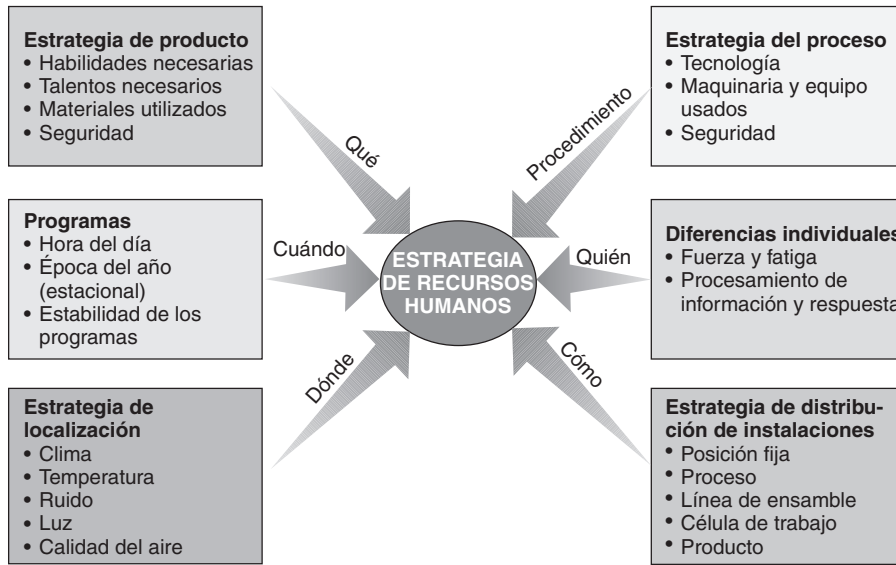 Estrategia de producto
• Habilidades necesarias
• Talentos necesarios
• Materiales utilizados
• Seguridad
Qué
Estrategia del proceso
• Tecnología
• Maquinaria y equipo
usados
• Seguridad
Procedimiento
Programas
• Hora del día
• Época del año
(estacional)
• Estabilidad de los
programas
Cuándo
ESTRATEGIA
DE RECURSOS
HUMANOS
Quién
Diferencias individuales
• Fuerza y fatiga
• Procesamiento de
información y respuesta
Dónde
Cómo
Estrategia de
localización
• Clima
• Temperatura
• Ruido
• Luz
• Calidad del aire
Estrategia de distribu-
ción de instalaciones
• Posición fija
• Proceso
• Línea de ensamble
• Célula de trabajo
• Producto